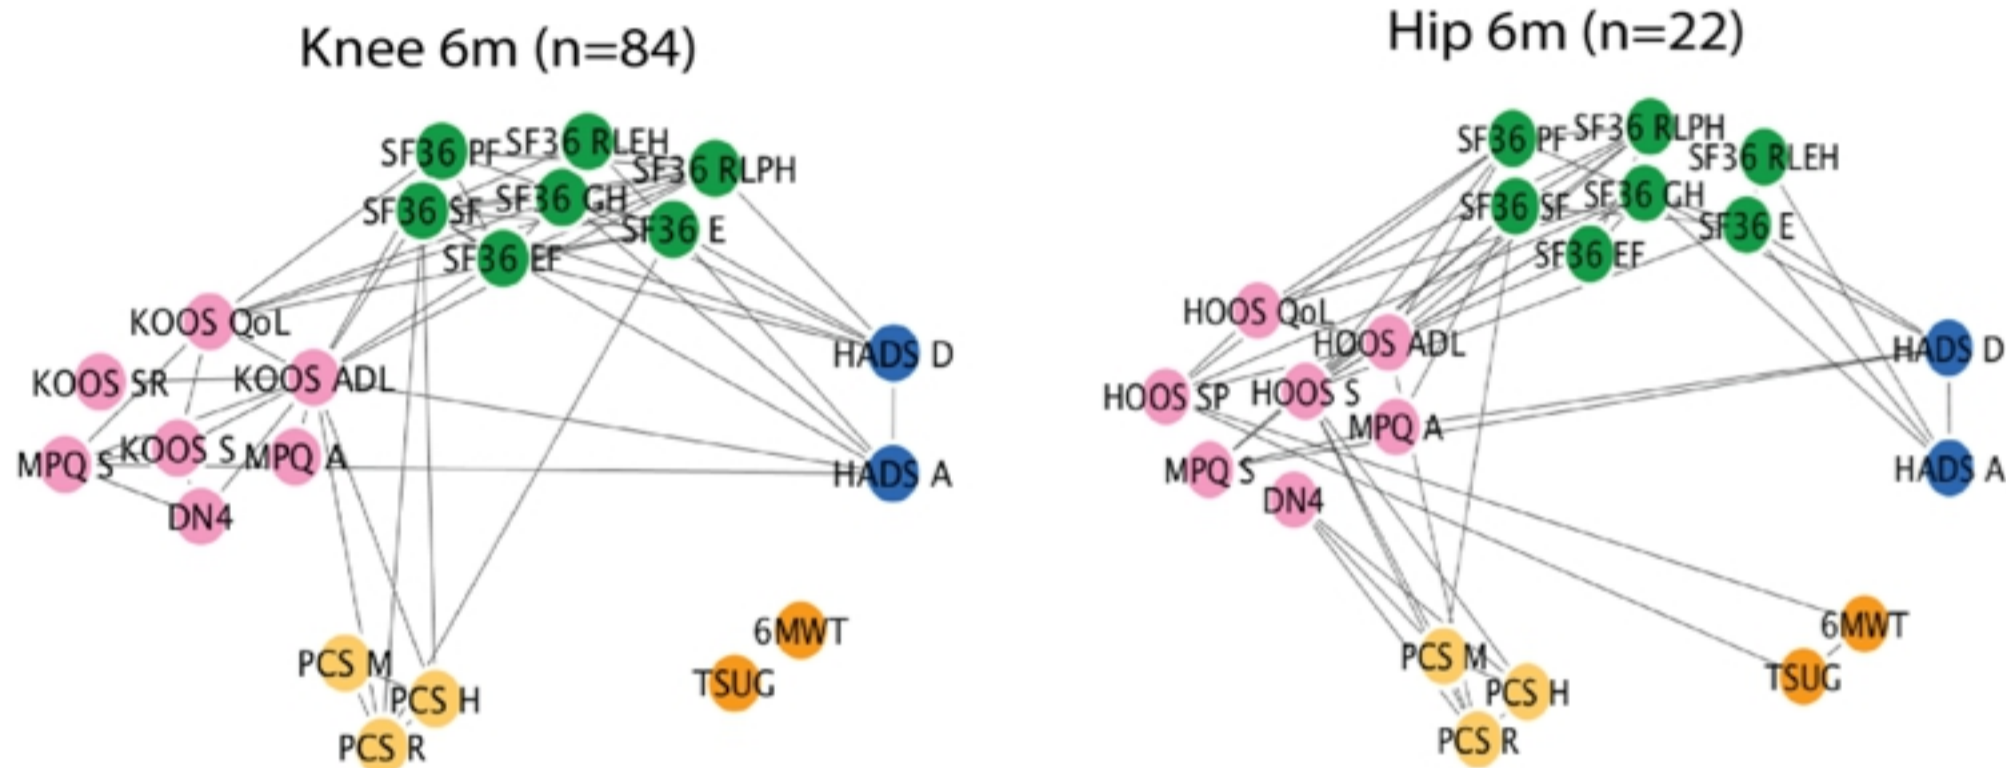 Knee 6m (n=84)
SF36 PF
SF36 RLEH
SF36 RLPH
SF36 SF
SF36 GH
SF36 E
SF36 EF
KOOS QoL
KOOS SR
KOOS ADL
HADS D
KOOS S
MPQ A
MPQ S
HADS A
DN4
6MWT
PCS M
TSUG
PCS H
PCS R
Hip 6m (n=22)
SF36 PF
SF36 RLPH
SF36 RLEH
SF36 SF
SF36 GH
SF36 E
SF36 EF
HOOS QoL
HOOS ADL
HADS D
HOOS SP
HOOS S
MPQ A
MPQ S
HADS A
DN4
6MWT
PCS M
TSUG
PCS H
PCS R